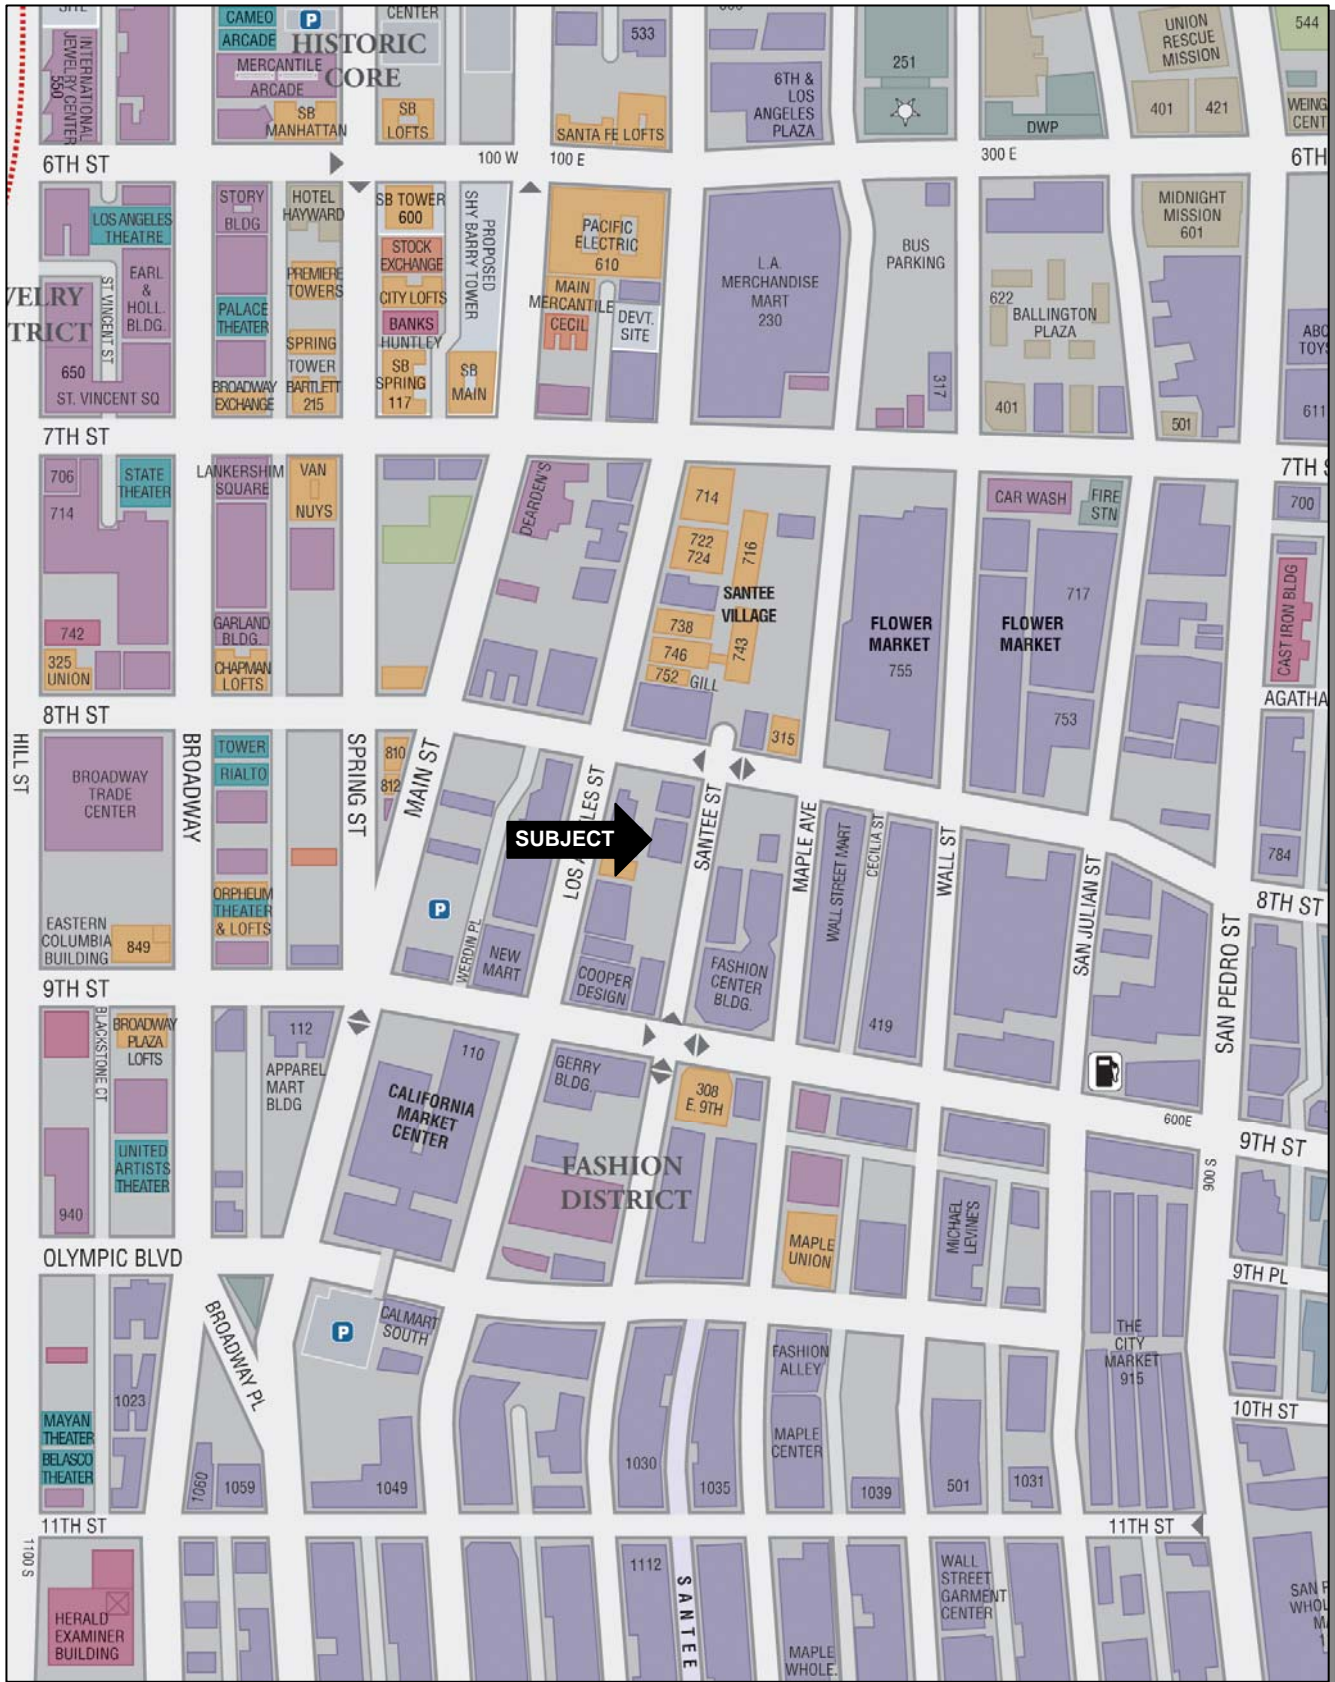 SITE
CAMEO
ARCADE
P
HISTORIC
CORE
CENTER
533
251
UNION
RESCUE
MISSION
544
INTERNATIONAL
JEWELRY CENTER
550
MERCANTILE
ARCADE
SB
MANHATTAN
SB
LOFTS
SANTA FE LOFTS
6TH &
LOS
ANGELES
PLAZA
DWP
401
421
6TH ST
100 W
100 E
300 E
6TH
LOS ANGELES
THEATRE
STORY
BLDG
HOTEL
HAYWARD
SB TOWER
600
STOCK
EXCHANGE
CITY LOFTS
BANKS
HUNTLEY
SB
SPRING
117
PROPOSED
SHY BARRY TOWER
SB
MAIN
PACIFIC
ELECTRIC
610
MAIN
MERCANTILE
CECIL
DEVT.
SITE
L.A.
MERCHANDISE
MART
230
BUS
PARKING
317
MIDNIGHT
MISSION
601
622
BALLINGTON
PLAZA
401
501
611
EARL
&
HOLL.
BLDG.
ST. VINCENT ST
PALACE
THEATER
PREMIERE
TOWERS
SPRING
TOWER
BARTLETT
215
BROADWAY
EXCHANGE
650
ST. VINCENT SQ
7TH ST
706
714
STATE
THEATER
LANKERSHIM
SQUARE
VAN
NUYS
DEARDEN'S
714
722
724
716
SANTEE
VILLAGE
738
746
743
752
GILL
315
FLOWER
MARKET
755
CAR WASH
FIRE
STN
717
FLOWER
MARKET
753
700
CAST IRON BLDG
AGATHA
742
325
UNION
GARLAND
BLDG.
CHAPMAN
LOFTS
8TH ST
HILL ST
BROADWAY
SPRING ST
MAIN ST
BROADWAY
TRADE
CENTER
TOWER
RIALTO
810
812
SUBJECT
SANTEE ST
MAPLE AVE
WALL STREET MART
CECILIA ST
WALL ST
SAN JULIAN ST
SAN PEDRO ST
784
8TH ST
EASTERN
COLUMBIA
BUILDING
849
ORPHEUM
THEATER
& LOFTS
P
WERDIN PL
NEW
MART
COOPER
DESIGN
FASHION
CENTER
BLDG.
419
9TH ST
BLACKSTONE CT
BROADWAY
PLAZA
LOFTS
112
APPAREL
MART
BLDG
110
CALIFORNIA
MARKET
CENTER
GERRY
BLDG.
308
E. 9TH
600E
9TH ST
900 S
UNITED
ARTISTS
THEATER
940
FASHION
DISTRICT
MAPLE
UNION
MICHAEL
LEVINE'S
9TH PL
OLYMPIC BLVD
BROADWAY PL
P
CALMART
SOUTH
FASHION
ALLEY
THE
CITY
MARKET
915
10TH ST
1023
MAYAN
THEATER
BELASCO
THEATER
1060
1059
1049
1030
1035
MAPLE
CENTER
1039
501
1031
11TH ST
11TH ST
1100 S
HERALD
EXAMINER
BUILDING
1112
SANTEE
MAPLE
WHOLE.
WALL
STREET
GARMENT
CENTER